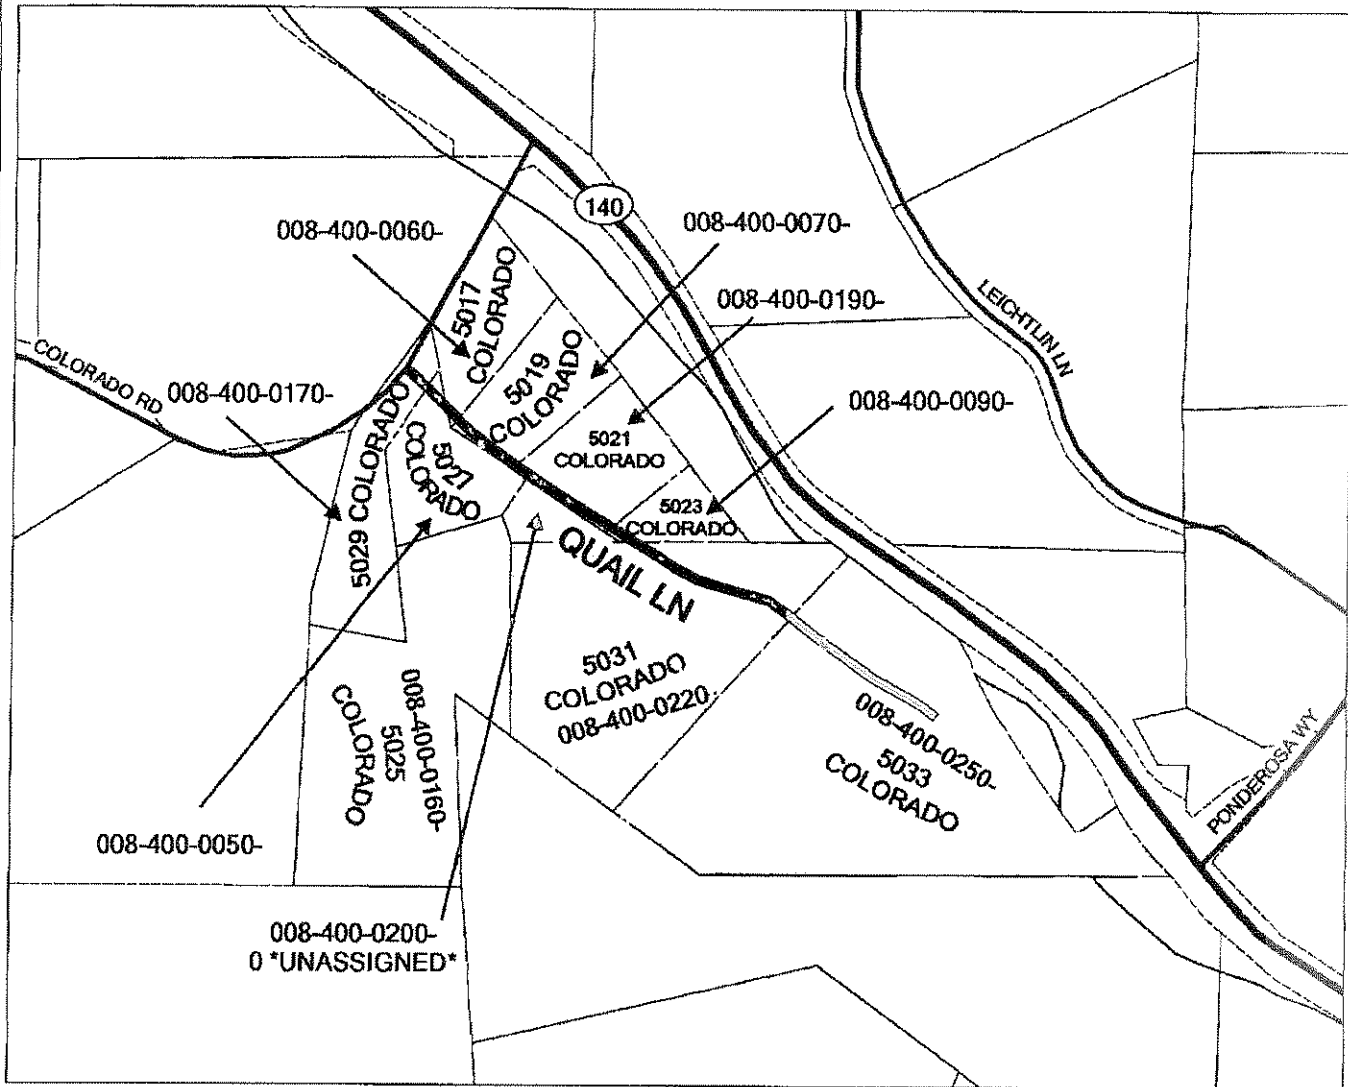 140
008-400-0060-
008-400-0070-
5017
COLORADO
008-400-0190-
LEICHTLIN LN
COLORADO RD
008-400-0170-
5019
COLORADO
008-400-0090-
5029 COLORADO
5027
COLORADO
5021
COLORADO
5023
COLORADO
QUAIL LN
5031
COLORADO
008-400-0220-
008-400-0160-
5025
COLORADO
008-400-0250-
5033
COLORADO
PONDEROSA WY
008-400-0050-
008-400-0200-
0 *UNASSIGNED*